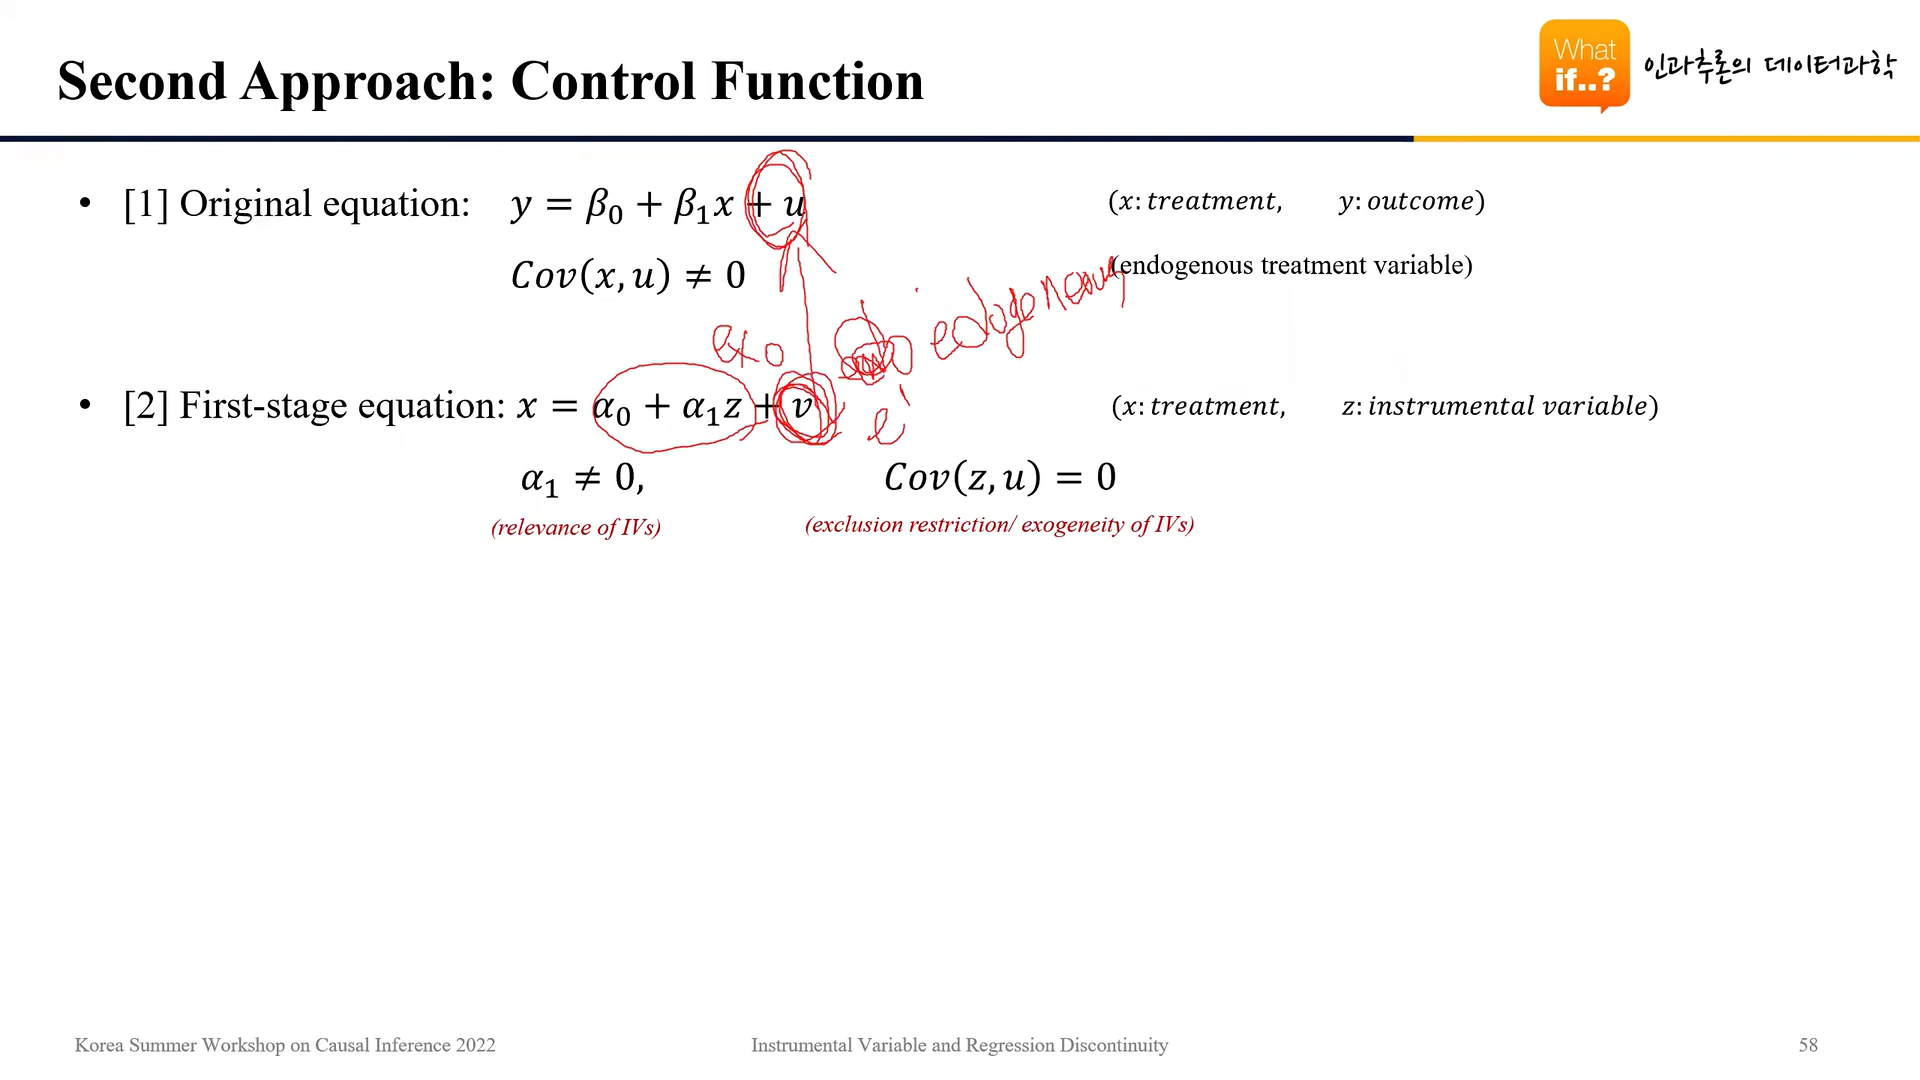 Second Approach: Control Function
What
if..?
인과추론의 데이터과학
• [1] Original equation: y = β₀ + β₁x + u (x: treatment, y: outcome)
Cov(x, u) ≠ 0 (endogenous treatment variable)
exo
• [2] First-stage equation: x = α₀ + α₁z + v (x: treatment, z: instrumental variable)
α₁ ≠ 0, Cov(z, u) = 0
(relevance of IVs) (exclusion restriction/ exogeneity of IVs)
Korea Summer Workshop on Causal Inference 2022 Instrumental Variable and Regression Discontinuity 58